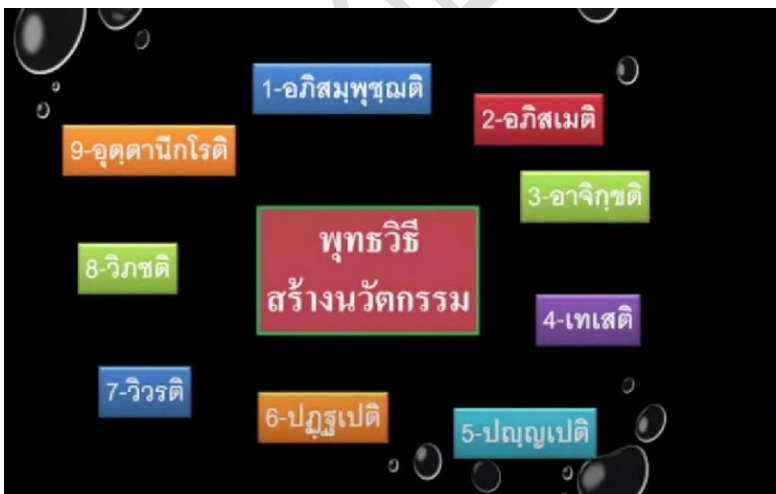 1-อภิสมฺพุชฺฌติ
2-อภิสเมติ
9-อุตฺตานีกโรติ
3-อาจิกฺขติ
พุทธวิธี
สร้างนวัตกรรม
8-วิภชติ
4-เทเสติ
7-วิวรติ
6-ปฏฺฐเปติ
5-ปญฺญเปติ